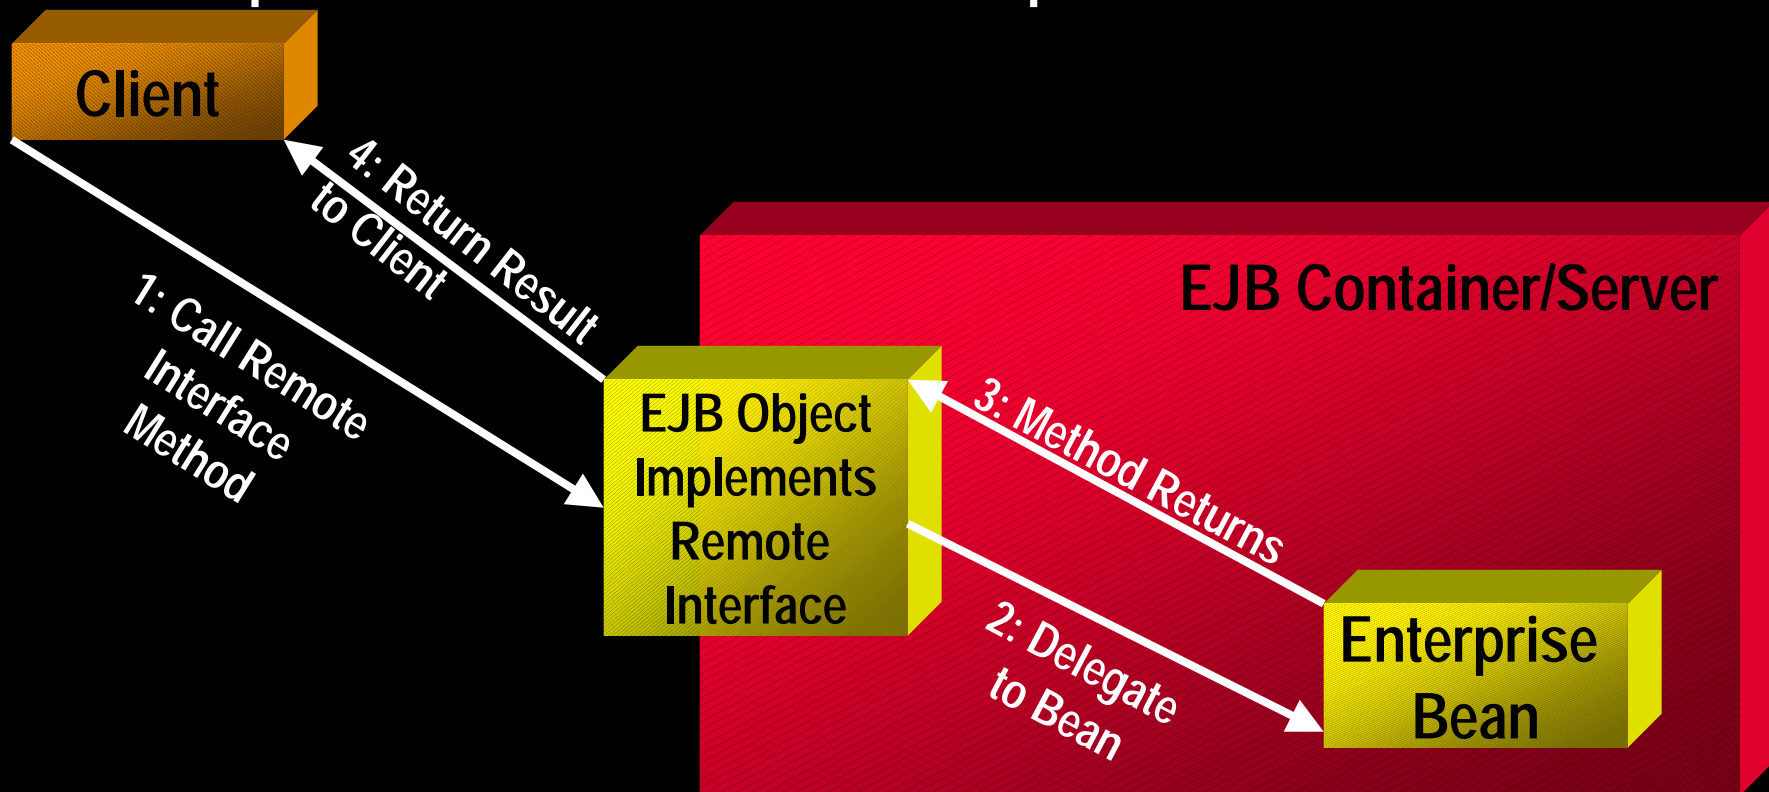 Client
4: Return Result
to Client
1: Call Remote
Interface
Method
EJB Container/Server
EJB Object
Implements
Remote
Interface
3: Method Returns
2: Delegate
to Bean
Enterprise
Bean